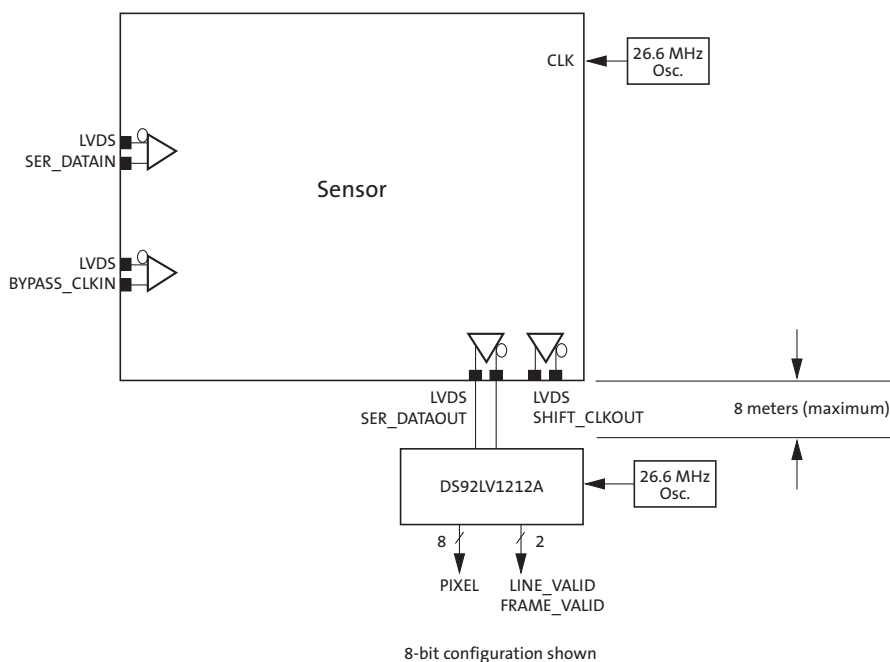 CLK
26.6 MHz
Osc.
LVDS
SER_DATAIN
Sensor
LVDS
BYPASS_CLKIN
LVDS
SER_DATAOUT
LVDS
SHIFT_CLKOUT
8 meters (maximum)
DS92LV1212A
26.6 MHz
Osc.
8
2
PIXEL
LINE_VALID
FRAME_VALID
8-bit configuration shown